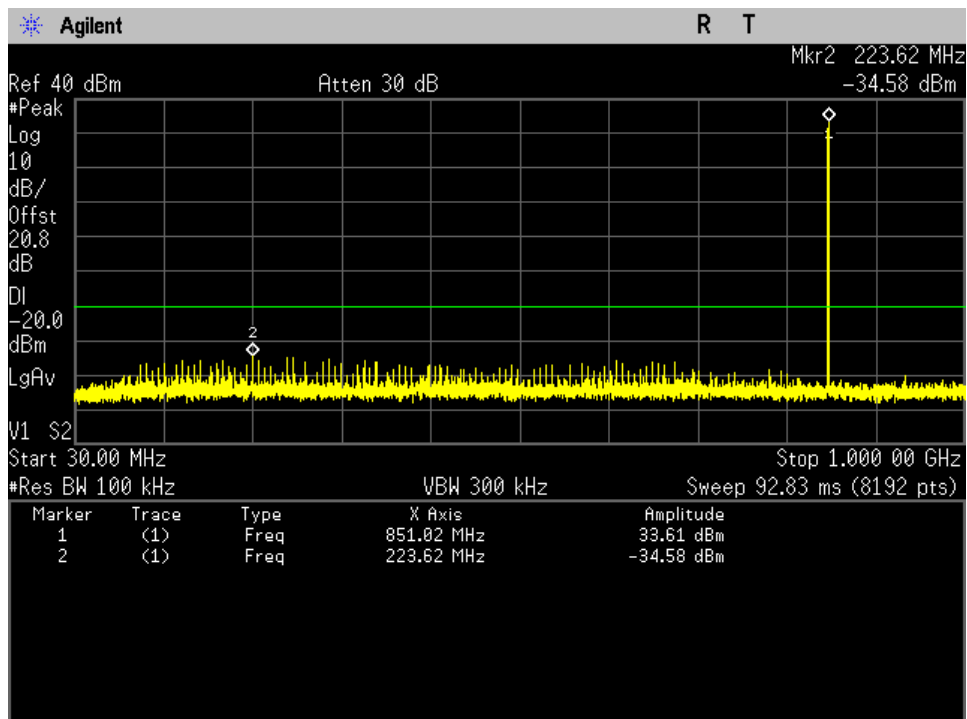 Agilent R T
Mkr2 223.62 MHz
Ref 40 dBm Atten 30 dB -34.58 dBm
#Peak
Log
10
dB/
Offst
20.8
dB
DI
-20.0
dBm
LgAv
V1 S2
1
2
Start 30.00 MHz Stop 1.000 00 GHz
#Res BW 100 kHz VBW 300 kHz Sweep 92.83 ms (8192 pts)
Marker Trace Type X Axis Amplitude
1 (1) Freq 851.02 MHz 33.61 dBm
2 (1) Freq 223.62 MHz -34.58 dBm